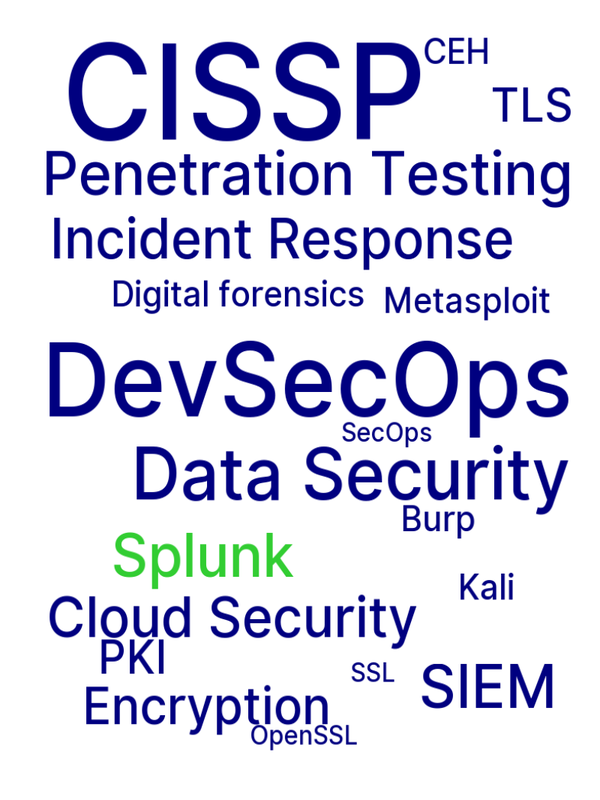 CISSP
CEH
TLS
Penetration Testing
Incident Response
Digital forensics
Metasploit
DevSecOps
SecOps
Data Security
Burp
Splunk
Kali
Cloud Security
PKI
SSL
SIEM
Encryption
OpenSSL